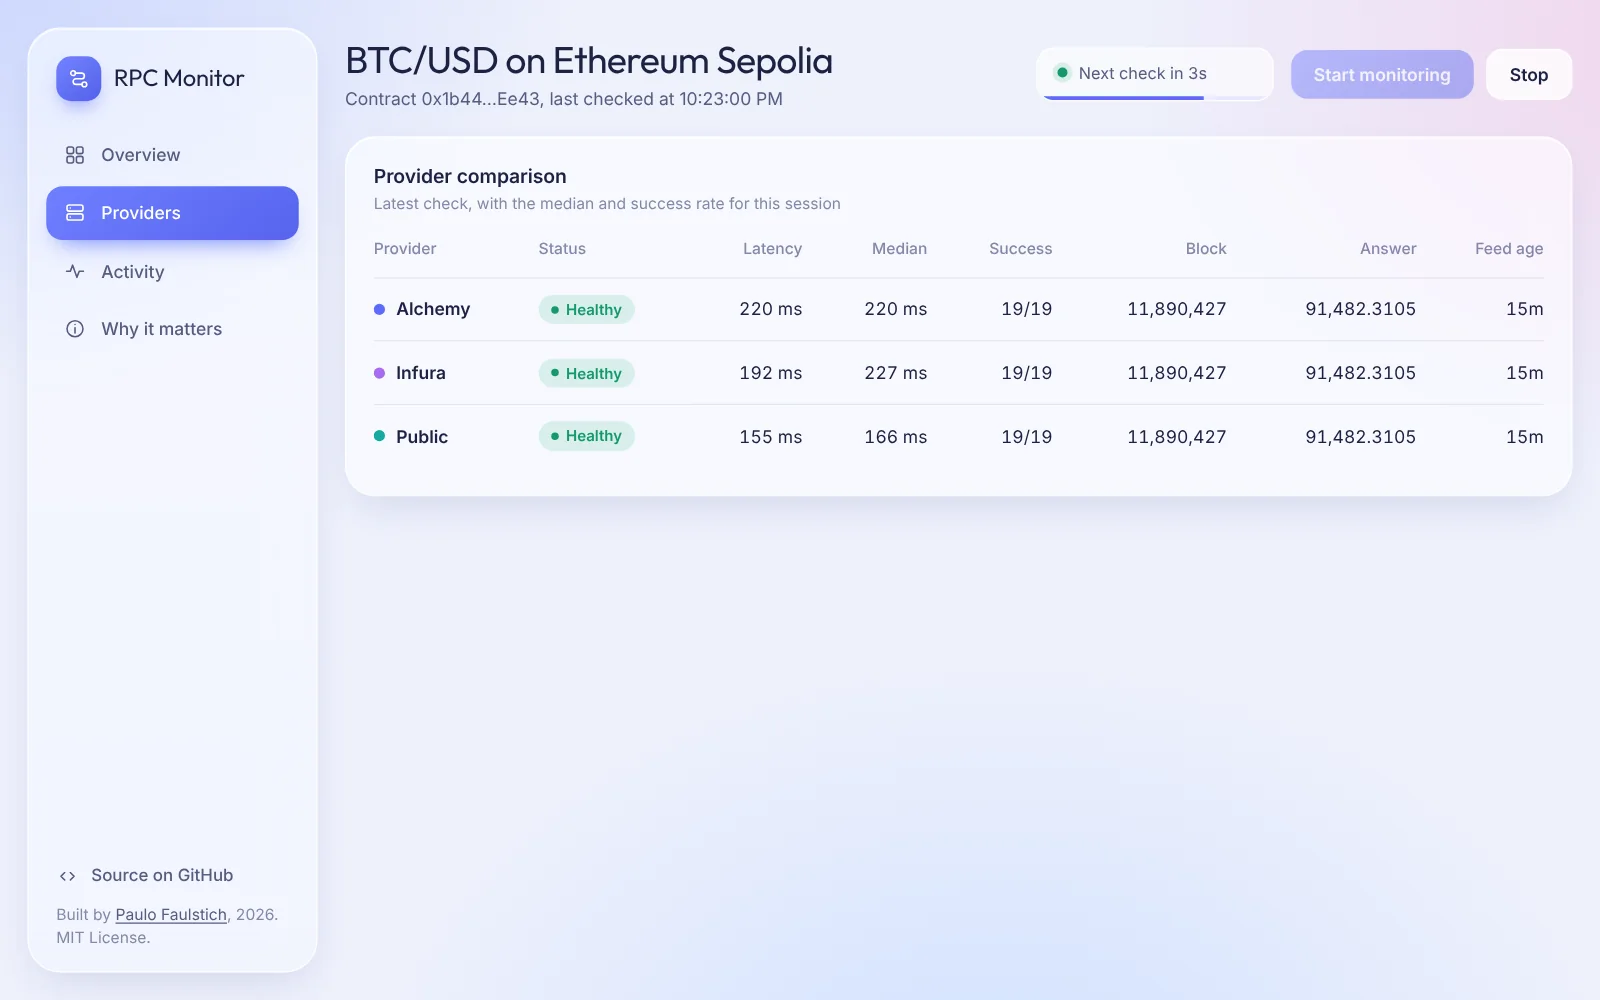 RPC Monitor
Overview
Providers
Activity
Why it matters
Source on GitHub
Built by Paulo Faulstich, 2026.
MIT License.
BTC/USD on Ethereum Sepolia
Contract 0x1b44...Ee43, last checked at 10:23:00 PM
Next check in 3s
Start monitoring
Stop
Provider comparison
Latest check, with the median and success rate for this session
Provider Status Latency Median Success Block Answer Feed age
Alchemy Healthy 220 ms 220 ms 19/19 11,890,427 91,482.3105 15m
Infura Healthy 192 ms 227 ms 19/19 11,890,427 91,482.3105 15m
Public Healthy 155 ms 166 ms 19/19 11,890,427 91,482.3105 15m